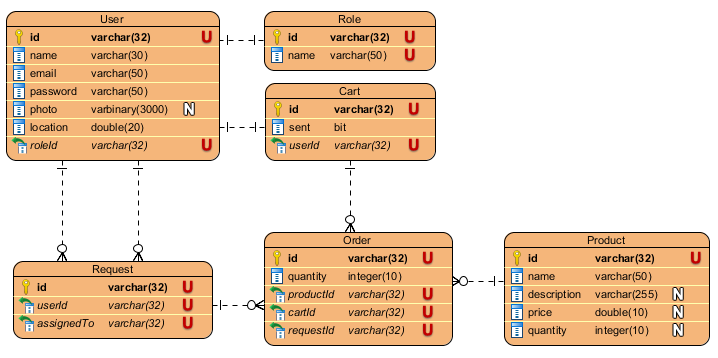 User
id varchar(32) U
name varchar(30)
email varchar(50)
password varchar(50)
photo varbinary(3000) N
location double(20)
roleId varchar(32) U
Role
id varchar(32) U
name varchar(50) U
Cart
id varchar(32) U
sent bit
userId varchar(32) U
Request
id varchar(32) U
userId varchar(32) U
assignedTo varchar(32) U
Order
id varchar(32) U
quantity integer(10)
productId varchar(32) U
cartId varchar(32) U
requestId varchar(32) U
Product
id varchar(32) U
name varchar(50)
description varchar(255) N
price double(10) N
quantity integer(10) N